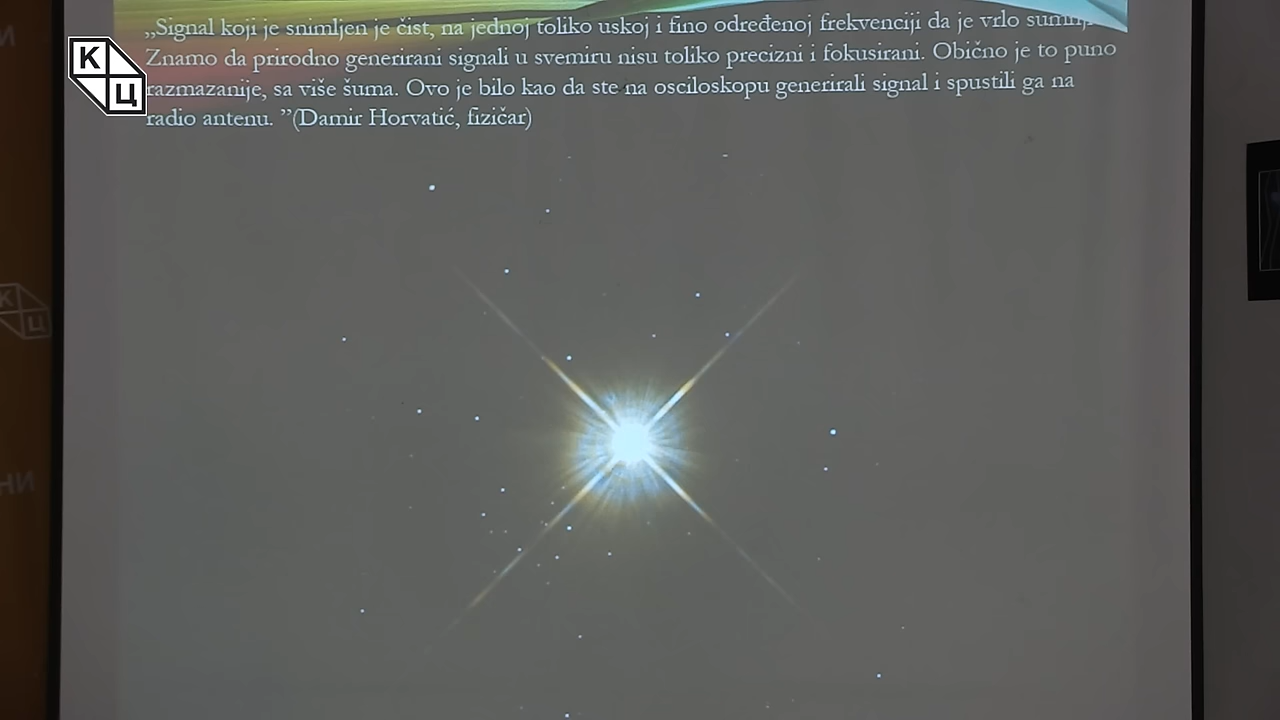 „Signal koji je snimljen je čist, na jednoj toliko uskoj i fino određenoj frekvenciji da je vrlo
Znamo da prirodno generirani signali u svemiru nisu toliko precizni i fokusirani. Obično je to puno
razmazanije, sa više šuma. Ovo je bilo kao da ste na osciloskopu generirali signal i spustili ga na
radio antenu. ”(Damir Horvatić, fizičar)
К
Ц
К
Ц